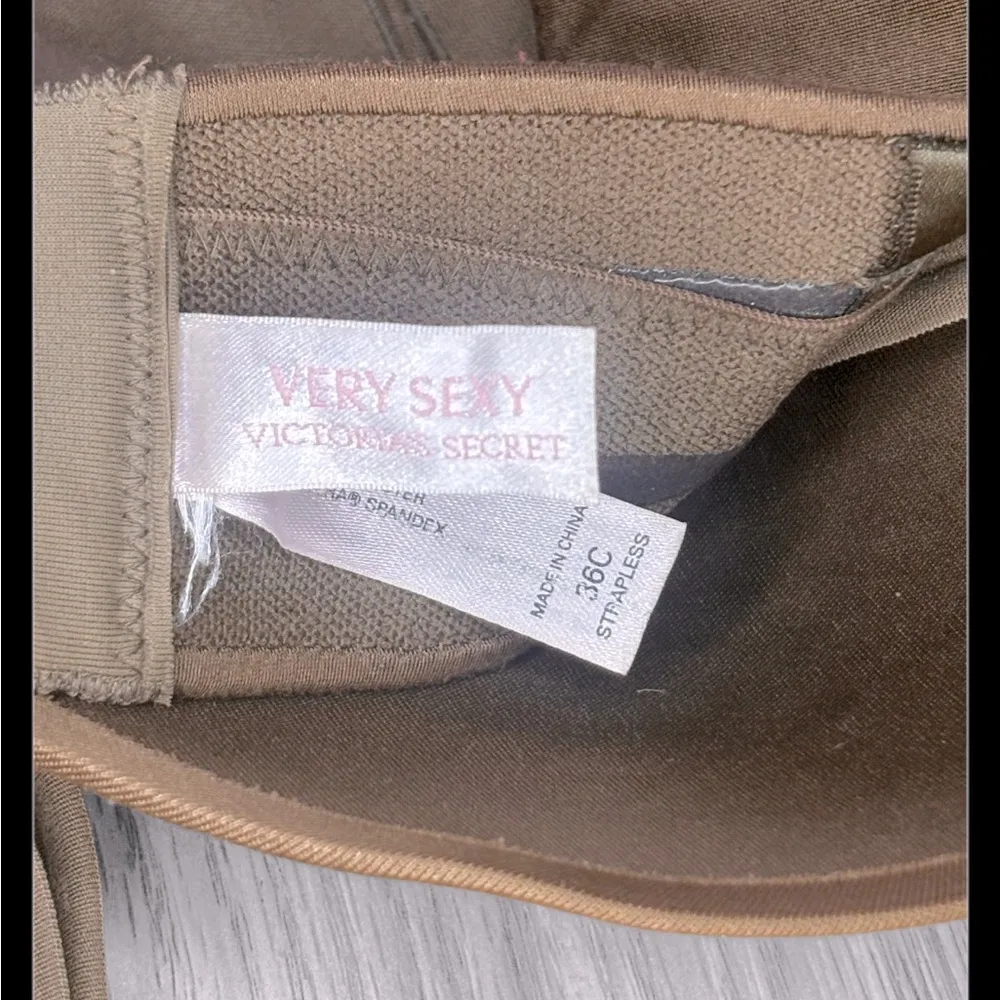 VERY SEXY
VICTORIA'S SECRET
SPANDEX
MADE IN CHINA
36C
STRAPLESS